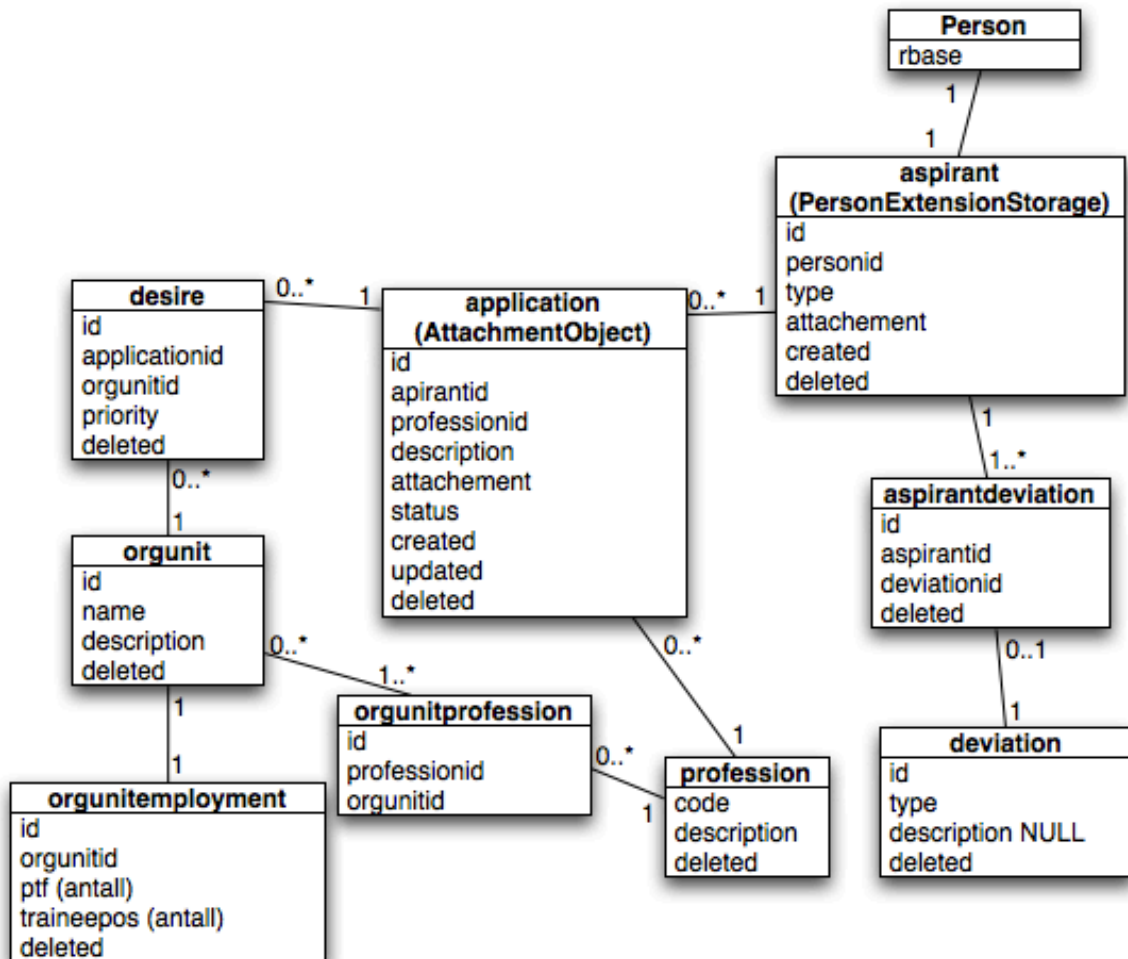 Person
rbase
1
1
aspirant
(PersonExtensionStorage)
id
personid
type
attachement
created
deleted
desire
id
applicationid
orgunitid
priority
deleted
0..*
1
application
(AttachmentObject)
id
apirantid
professionid
description
attachement
status
created
updated
deleted
0..*
1
1
1..*
aspirantdeviation
id
aspirantid
deviationid
deleted
0..*
1
orgunit
id
name
description
deleted
0..*
1..*
orgunitprofession
id
professionid
orgunitid
0..*
1
0..*
1
profession
code
description
deleted
0..1
1
deviation
id
type
description NULL
deleted
1
1
orgunitemployment
id
orgunitid
ptf (antall)
traineepos (antall)
deleted